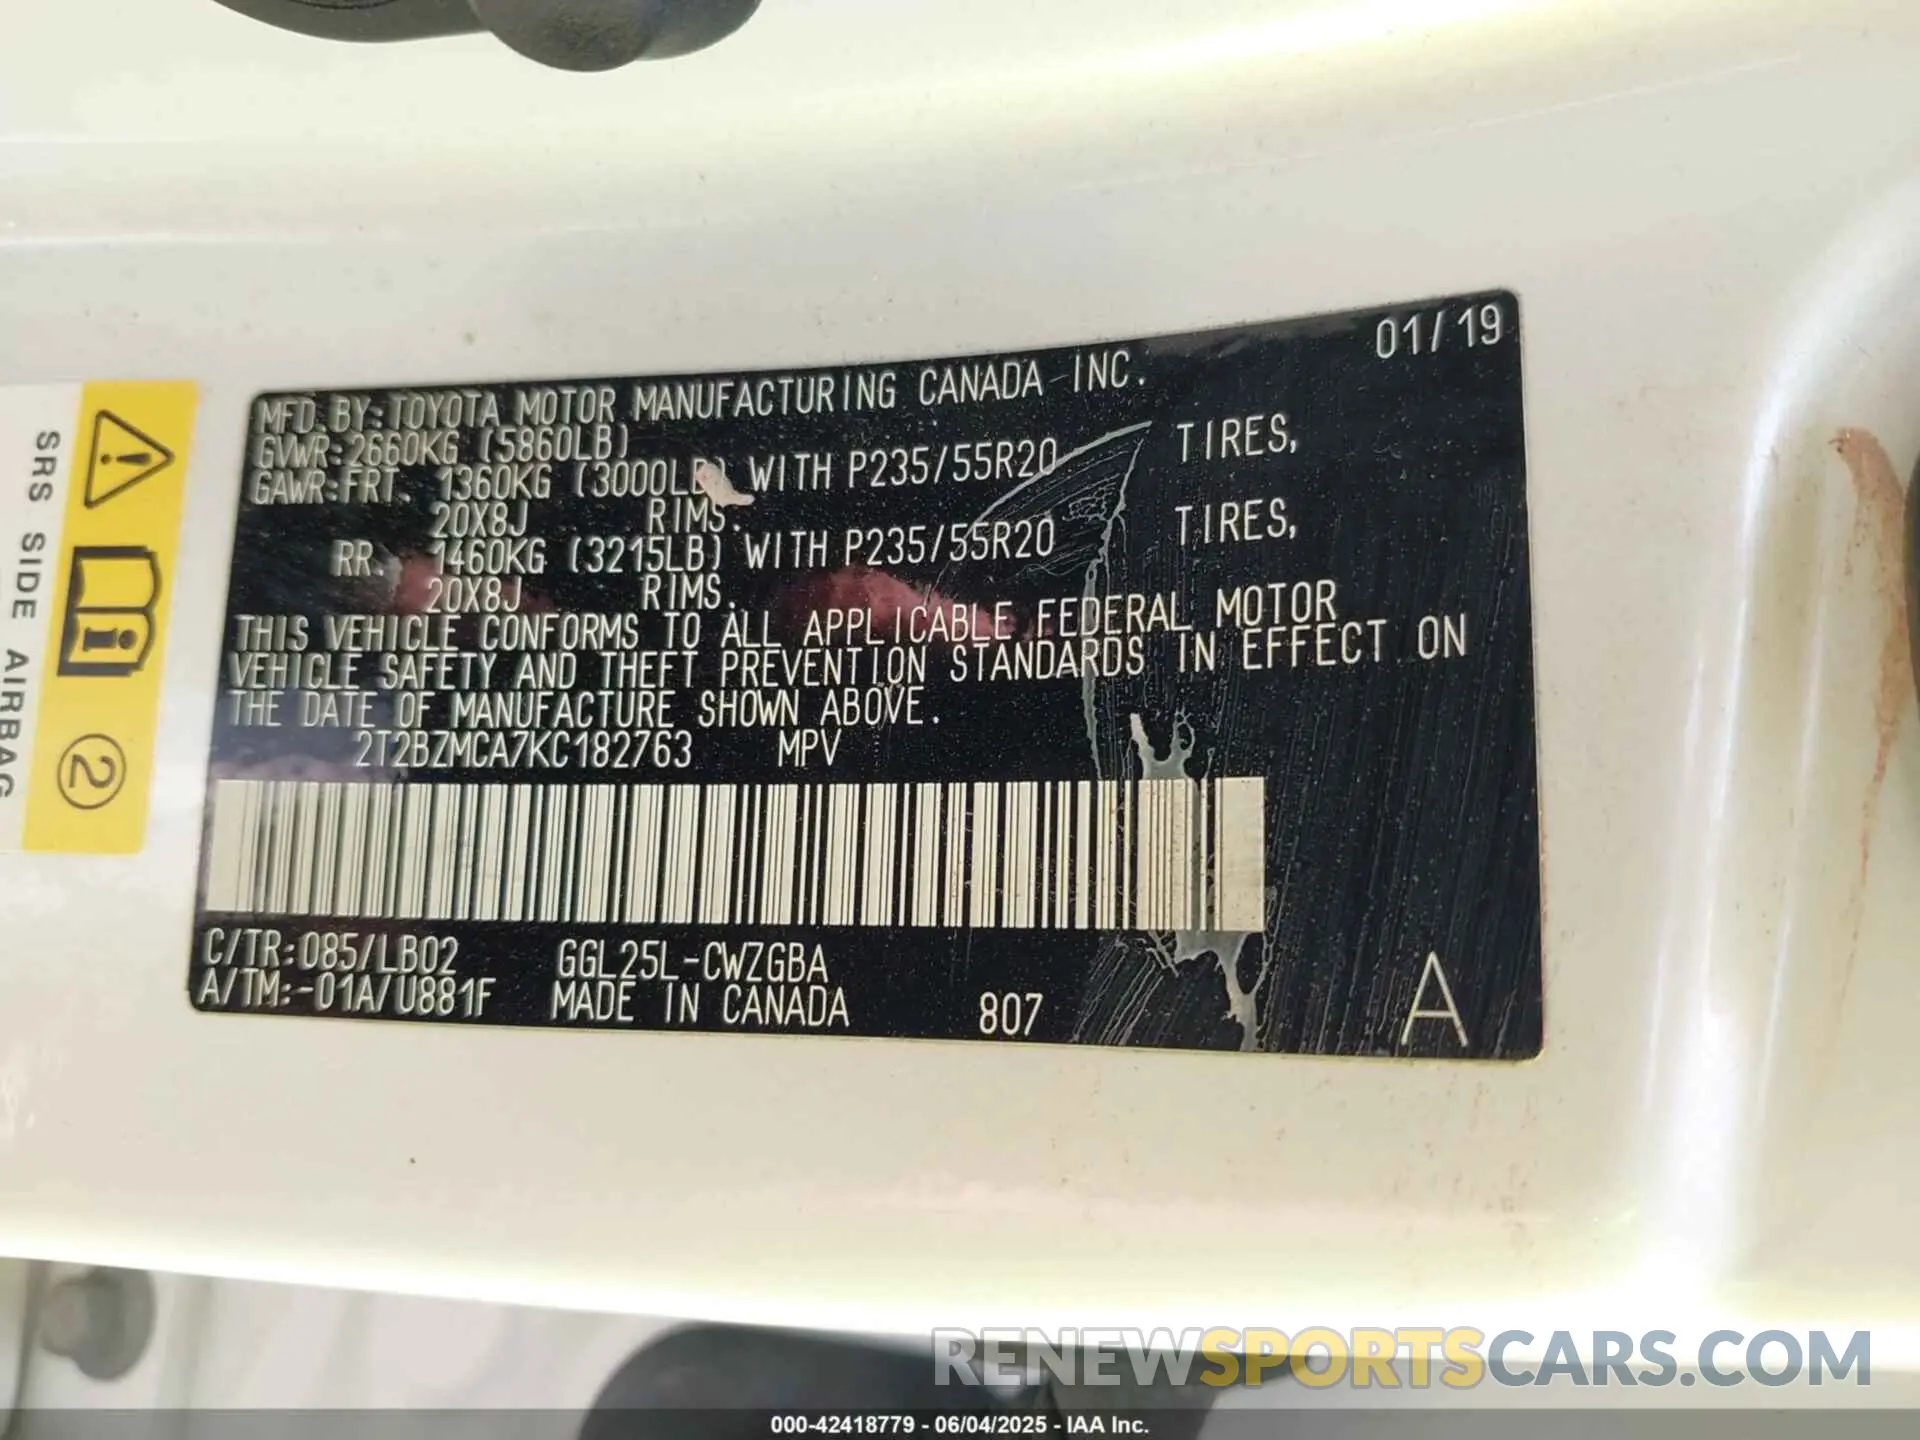 01/19
MFD.BY:TOYOTA MOTOR MANUFACTURING CANADA INC.
GVWR:2660KG (5860LB)
GAWR:FRT. 1360KG (3000LB) WITH P235/55R20 TIRES,
20X8J RIMS.
RR. 1460KG (3215LB) WITH P235/55R20 TIRES,
20X8J RIMS.
THIS VEHICLE CONFORMS TO ALL APPLICABLE FEDERAL MOTOR
VEHICLE SAFETY AND THEFT PREVENTION STANDARDS IN EFFECT ON
THE DATE OF MANUFACTURE SHOWN ABOVE.
2T2BZMCA7KC182763 MPV
C/TR:085/LB02 GGL25L-CWZGBA
A/TM:-01A/U881F MADE IN CANADA 807 A
SRS SIDE AIRBAG
2
RENEWSPORTSCARS.COM
000-42418779 - 06/04/2025 - IAA Inc.